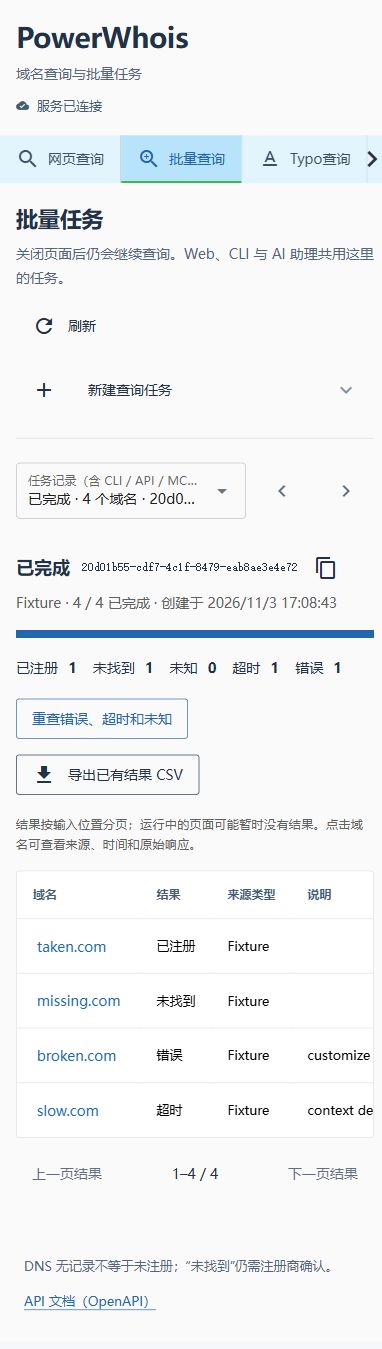 PowerWhois
域名查询与批量任务
服务已连接
网页查询 批量查询 Typo查询
批量任务
关闭页面后仍会继续查询。Web、CLI 与 AI 助理共用这里
的任务。
刷新
新建查询任务
任务记录（含 CLI / API / MC...
已完成 · 4 个域名 · 20d0...
已完成 20d01b55-cdf7-4c1f-8479-eab8ae3e4e72
Fixture · 4 / 4 已完成 · 创建于 2026/11/3 17:08:43
已注册 1 未找到 1 未知 0 超时 1 错误 1
重查错误、超时和未知
导出已有结果 CSV
结果按输入位置分页；运行中的页面可能暂时没有结果。点击域
名可查看来源、时间和原始响应。
域名 结果 来源类型 说明
taken.com 已注册 Fixture
missing.com 未找到 Fixture
broken.com 错误 Fixture customize
slow.com 超时 Fixture context de
上一页结果 1–4 / 4 下一页结果
DNS 无记录不等于未注册；“未找到”仍需注册商确认。
API 文档（OpenAPI）